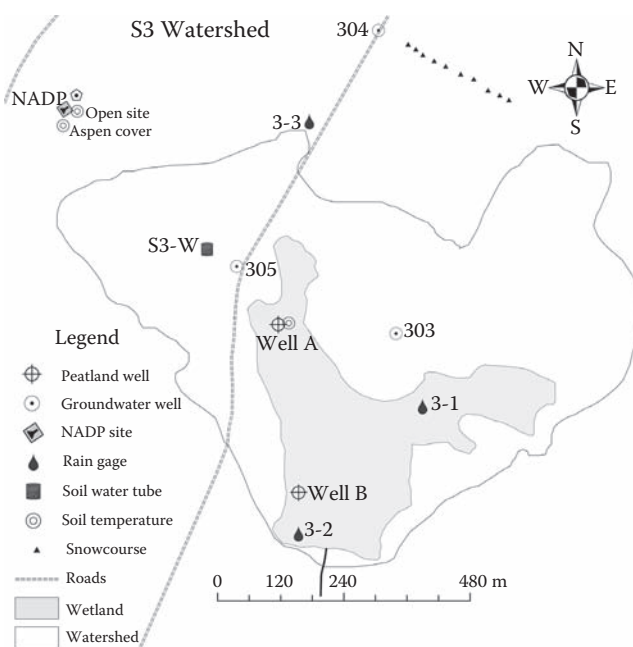 S3 Watershed
304
N
W
E
S
NADP
Open site
Aspen cover
3-3
S3-W
305
303
Well A
3-1
Well B
3-2
Legend
Peatland well
Groundwater well
NADP site
Rain gage
Soil water tube
Soil temperature
Snowcourse
Roads
Wetland
Watershed
0 120 240 480 m